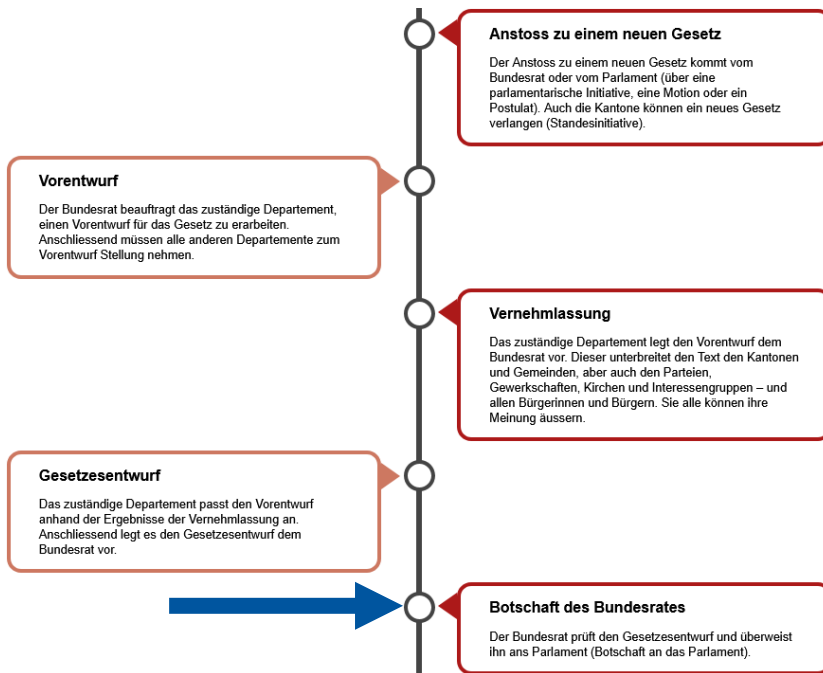 Anstoss zu einem neuen Gesetz
Der Anstoss zu einem neuen Gesetz kommt vom
Bundesrat oder vom Parlament (über eine
parlamentarische Initiative, eine Motion oder ein
Postulat). Auch die Kantone können ein neues Gesetz
verlangen (Standesinitiative).
Vorentwurf
Der Bundesrat beauftragt das zuständige Departement,
einen Vorentwurf für das Gesetz zu erarbeiten.
Anschliessend müssen alle anderen Departemente zum
Vorentwurf Stellung nehmen.
Vernehmlassung
Das zuständige Departement legt den Vorentwurf dem
Bundesrat vor. Dieser unterbreitet den Text den Kantonen
und Gemeinden, aber auch den Parteien,
Gewerkschaften, Kirchen und Interessengruppen – und
allen Bürgerinnen und Bürgern. Sie alle können ihre
Meinung äussern.
Gesetzesentwurf
Das zuständige Departement passt den Vorentwurf
anhand der Ergebnisse der Vernehmlassung an.
Anschliessend legt es den Gesetzesentwurf dem
Bundesrat vor.
Botschaft des Bundesrates
Der Bundesrat prüft den Gesetzesentwurf und überweist
ihn ans Parlament (Botschaft an das Parlament).